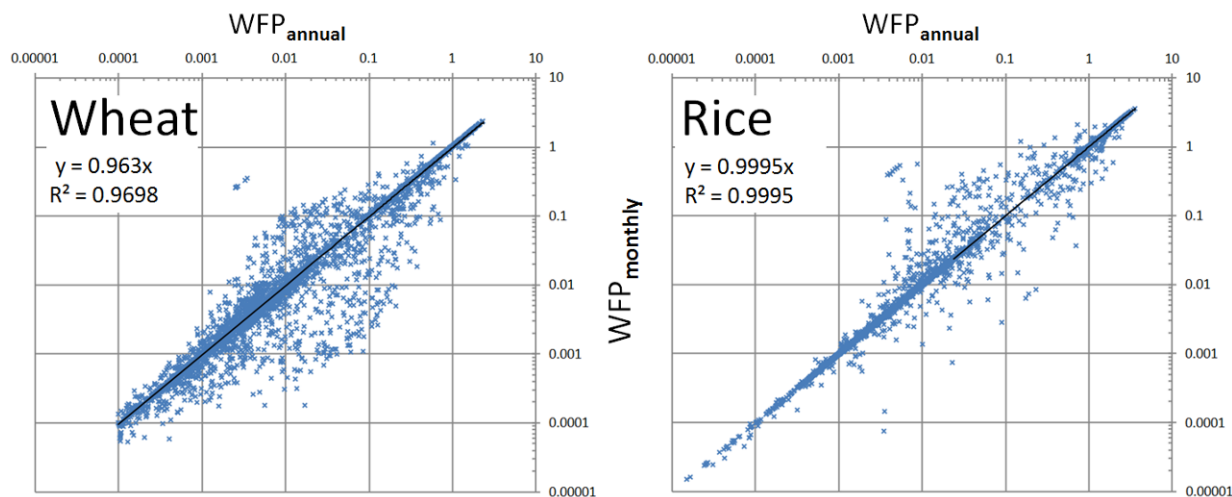 WFPannual
0.00001 0.0001 0.001 0.01 0.1 1 10
10
Wheat
y = 0.963x
R² = 0.9698
1
0.1
0.01
0.001
0.0001
0.00001
WFPmonthly
WFPannual
0.00001 0.0001 0.001 0.01 0.1 1 10
10
Rice
y = 0.9995x
R² = 0.9995
1
0.1
0.01
0.001
0.0001
0.00001